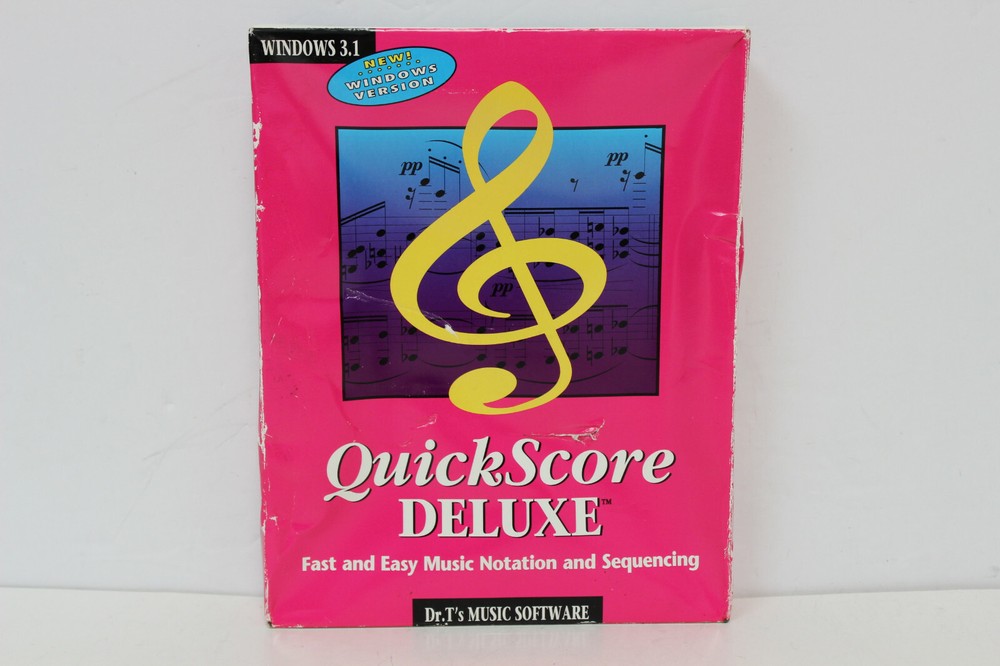 WINDOWS 3.1
NEW!
WINDOWS
VERSION
pp
pp
pp
QuickScore
DELUXE™
Fast and Easy Music Notation and Sequencing
Dr.T's MUSIC SOFTWARE